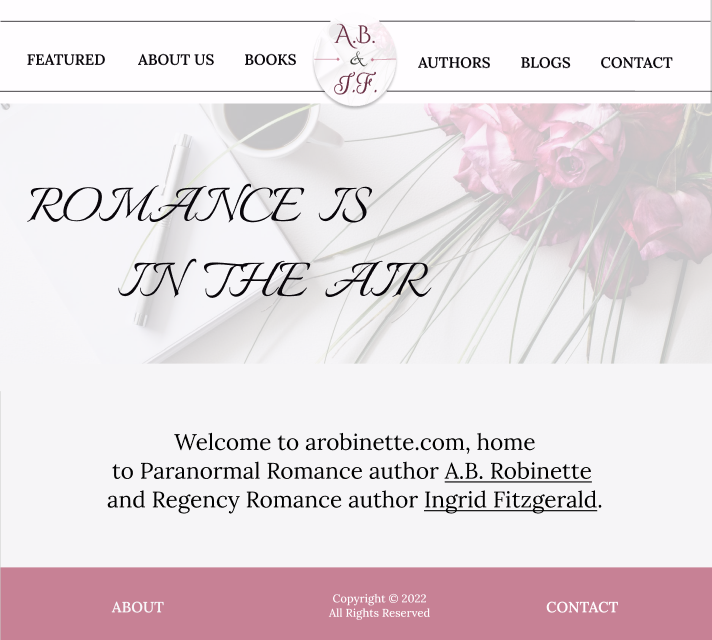 FEATURED ABOUT US BOOKS
A.B.
&
I.F.
AUTHORS BLOGS CONTACT
ROMANCE IS
IN THE AIR
Welcome to arobinette.com, home
to Paranormal Romance author A.B. Robinette
and Regency Romance author Ingrid Fitzgerald.
ABOUT
Copyright © 2022
All Rights Reserved
CONTACT